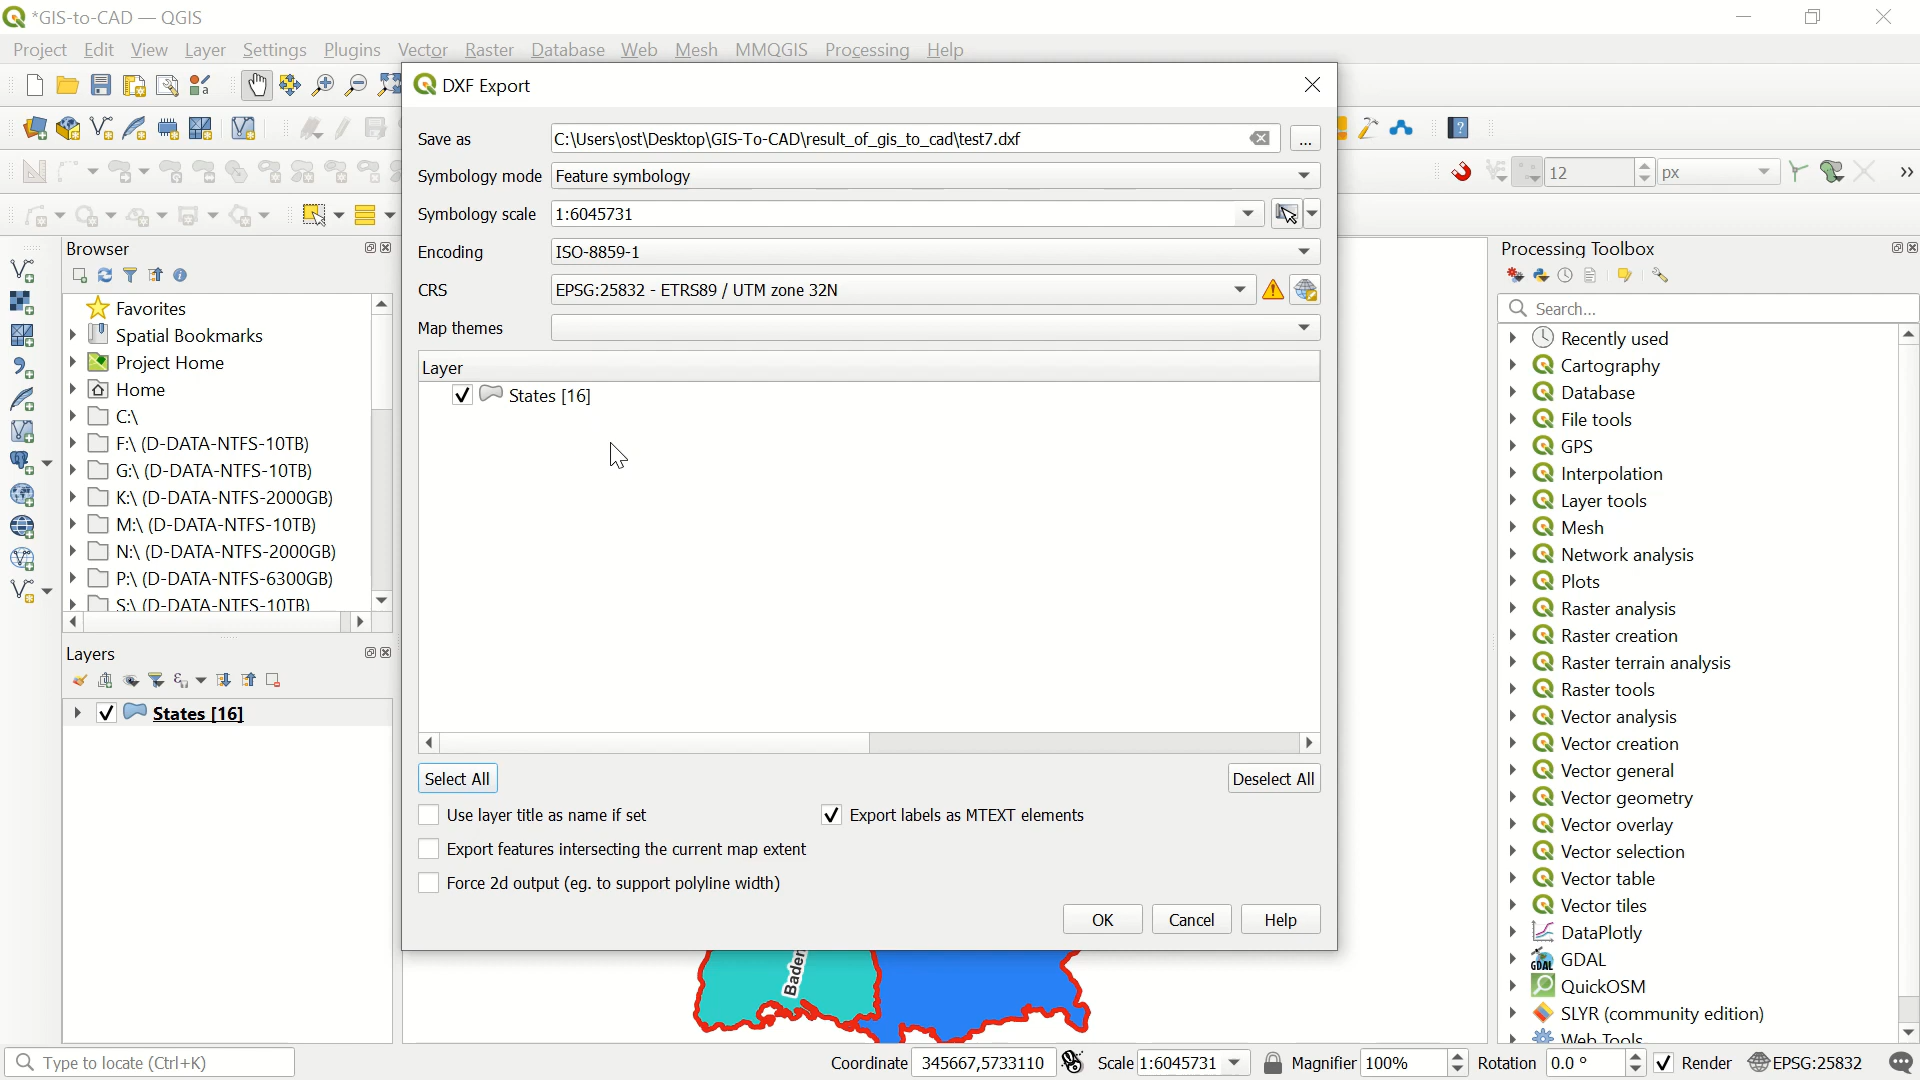 *GIS-to-CAD — QGIS
Project Edit View Layer Settings Plugins Vector Raster Database Web Mesh MMQGIS Processing Help
DXF Export
Save as C:\Users\ost\Desktop\GIS-To-CAD\result_of_gis_to_cad\test7.dxf ...
Symbology mode Feature symbology
12 px
Symbology scale 1:6045731
Encoding ISO-8859-1
CRS EPSG:25832 - ETRS89 / UTM zone 32N
Map themes
Layer
States [16]
Select All Deselect All
Use layer title as name if set Export labels as MTEXT elements
Export features intersecting the current map extent
Force 2d output (eg. to support polyline width)
OK Cancel Help
Browser
Favorites
Spatial Bookmarks
Project Home
Home
C:\
F:\ (D-DATA-NTFS-10TB)
G:\ (D-DATA-NTFS-10TB)
K:\ (D-DATA-NTFS-2000GB)
M:\ (D-DATA-NTFS-10TB)
N:\ (D-DATA-NTFS-2000GB)
P:\ (D-DATA-NTFS-6300GB)
S:\ (D-DATA-NTFS-10TB)
Layers
States [16]
Baden
Processing Toolbox
Search...
Recently used
Cartography
Database
File tools
GPS
Interpolation
Layer tools
Mesh
Network analysis
Plots
Raster analysis
Raster creation
Raster terrain analysis
Raster tools
Vector analysis
Vector creation
Vector general
Vector geometry
Vector overlay
Vector selection
Vector table
Vector tiles
DataPlotly
GDAL
QuickOSM
SLYR (community edition)
Web Tools
Type to locate (Ctrl+K) Coordinate 345667,5733110 Scale 1:6045731 Magnifier 100% Rotation 0.0 ° Render EPSG:25832